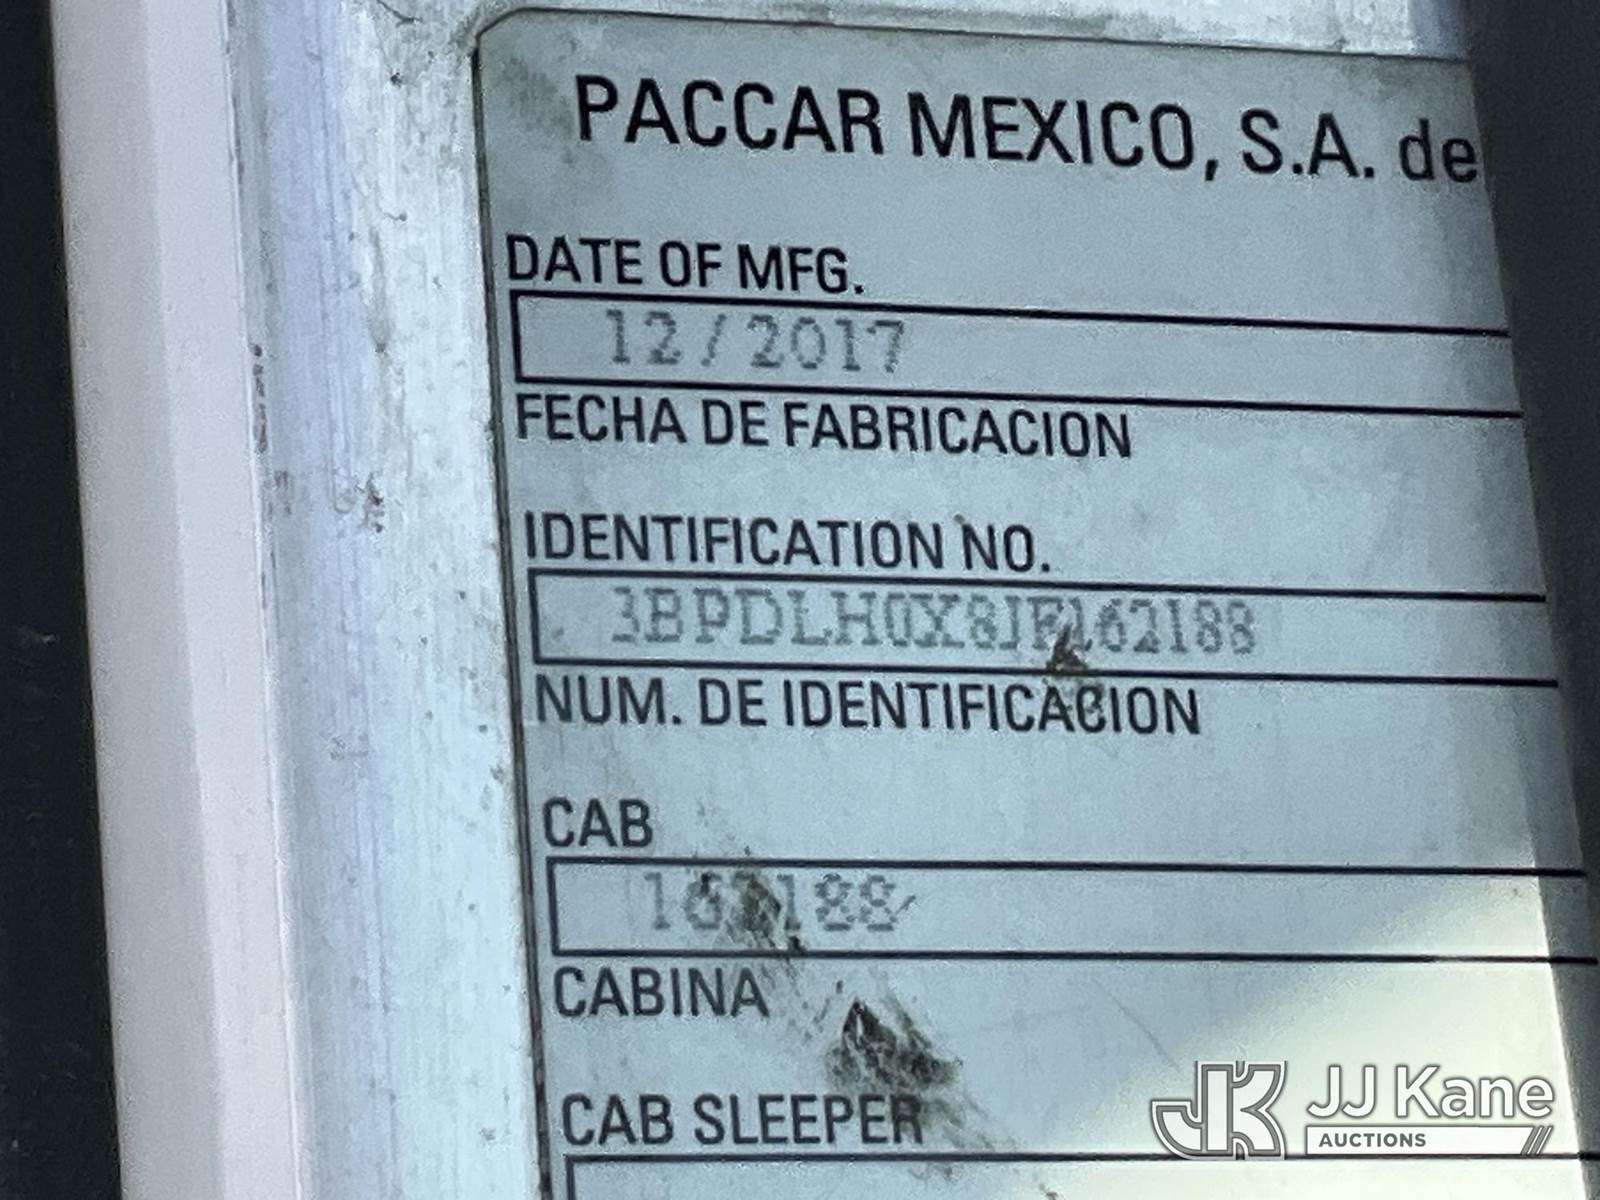 PACCAR MEXICO, S.A. de
DATE OF MFG.
12/2017
FECHA DE FABRICACION
IDENTIFICATION NO.
3BPDLH0X8JF162188
NUM. DE IDENTIFICACION
CAB
162188
CABINA
CAB SLEEPER
JK JJ Kane
AUCTIONS